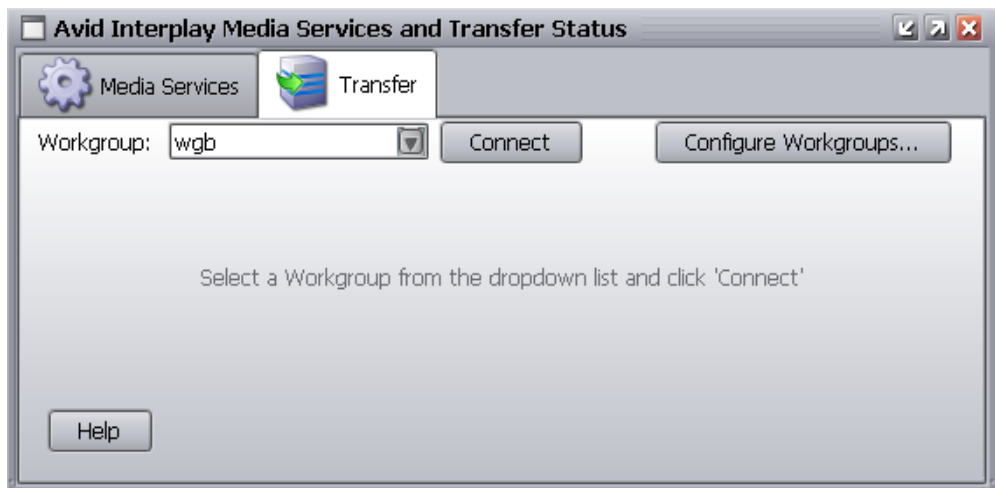 Avid Interplay Media Services and Transfer Status
Media Services Transfer
Workgroup: wgb Connect Configure Workgroups...
Select a Workgroup from the dropdown list and click 'Connect'
Help